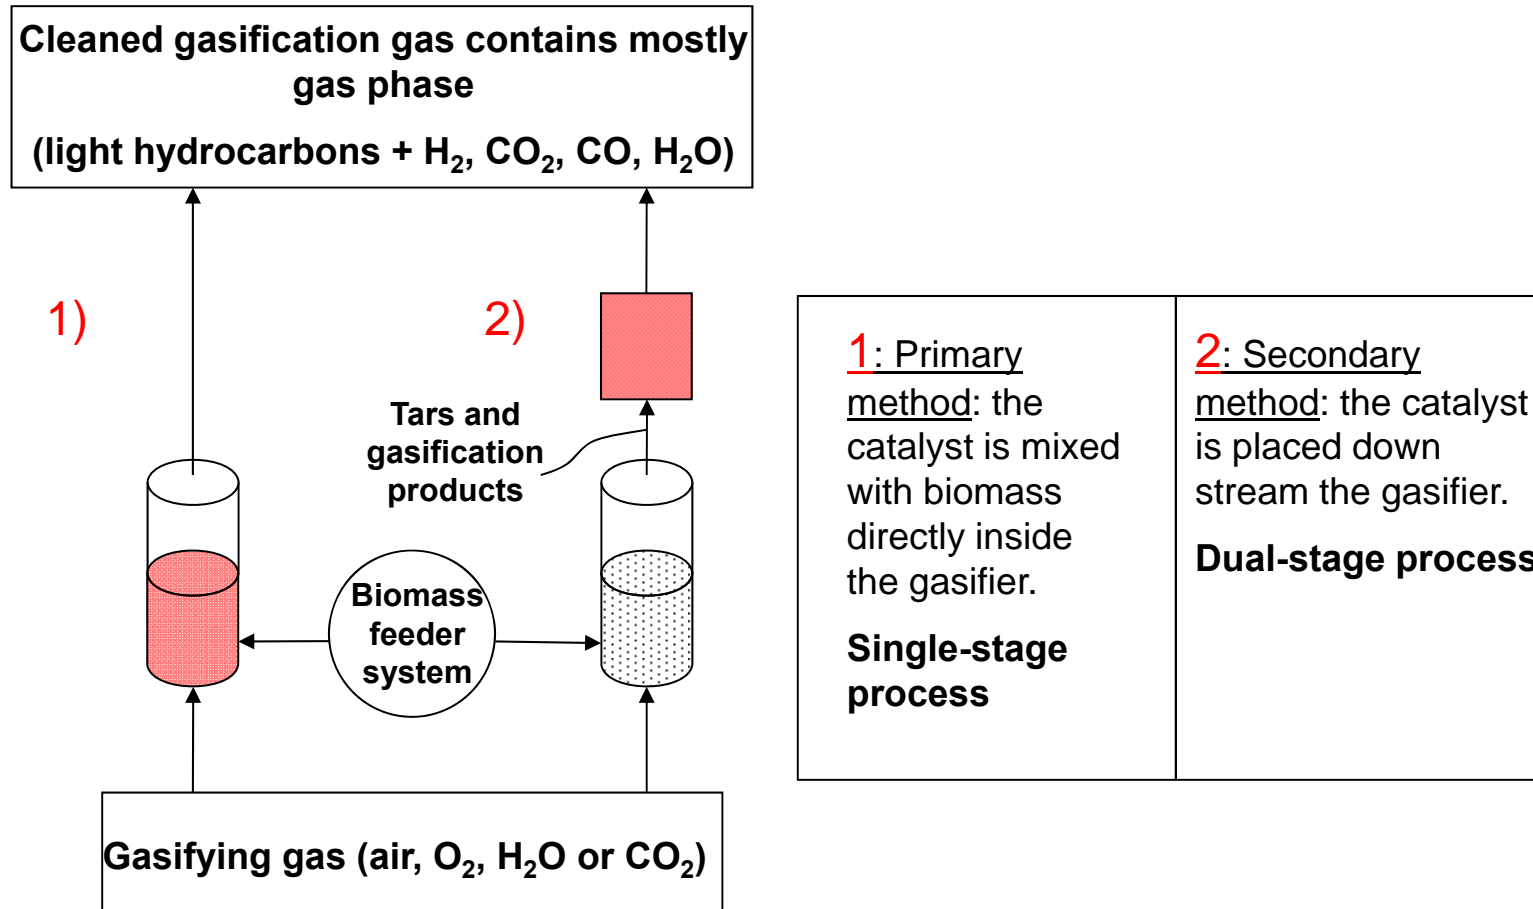 Cleaned gasification gas contains mostly
gas phase
(light hydrocarbons + H₂, CO₂, CO, H₂O)
1)
2)
Tars and
gasification
products
Biomass
feeder
system
Gasifying gas (air, O₂, H₂O or CO₂)
1: Primary
method: the
catalyst is mixed
with biomass
directly inside
the gasifier.
Single-stage
process
2: Secondary
method: the catalyst
is placed down
stream the gasifier.
Dual-stage process